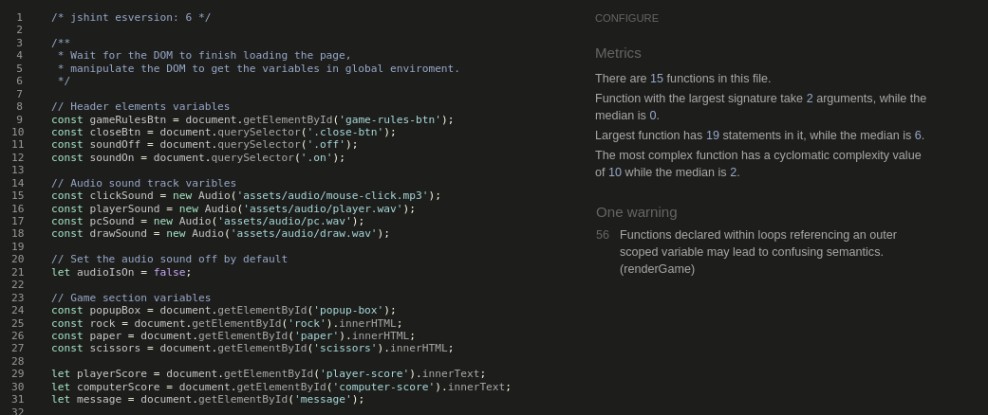 1 /* jshint esversion: 6 */
2
3 /**
4  * Wait for the DOM to finish loading the page,
5  * manipulate the DOM to get the variables in global enviroment.
6  */
7
8 // Header elements variables
9 const gameRulesBtn = document.getElementById('game-rules-btn');
10 const closeBtn = document.querySelector('.close-btn');
11 const soundOff = document.querySelector('.off');
12 const soundOn = document.querySelector('.on');
13
14 // Audio sound track varibles
15 const clickSound = new Audio('assets/audio/mouse-click.mp3');
16 const playerSound = new Audio('assets/audio/player.wav');
17 const pcSound = new Audio('assets/audio/pc.wav');
18 const drawSound = new Audio('assets/audio/draw.wav');
19
20 // Set the audio sound off by default
21 let audioIsOn = false;
22
23 // Game section variables
24 const popupBox = document.getElementById('popup-box');
25 const rock = document.getElementById('rock').innerHTML;
26 const paper = document.getElementById('paper').innerHTML;
27 const scissors = document.getElementById('scissors').innerHTML;
28
29 let playerScore = document.getElementById('player-score').innerText;
30 let computerScore = document.getElementById('computer-score').innerText;
31 let message = document.getElementById('message');
32
CONFIGURE
Metrics
There are 15 functions in this file.
Function with the largest signature take 2 arguments, while the
median is 0.
Largest function has 19 statements in it, while the median is 6.
The most complex function has a cyclomatic complexity value
of 10 while the median is 2.
One warning
56 Functions declared within loops referencing an outer
scoped variable may lead to confusing semantics.
(renderGame)